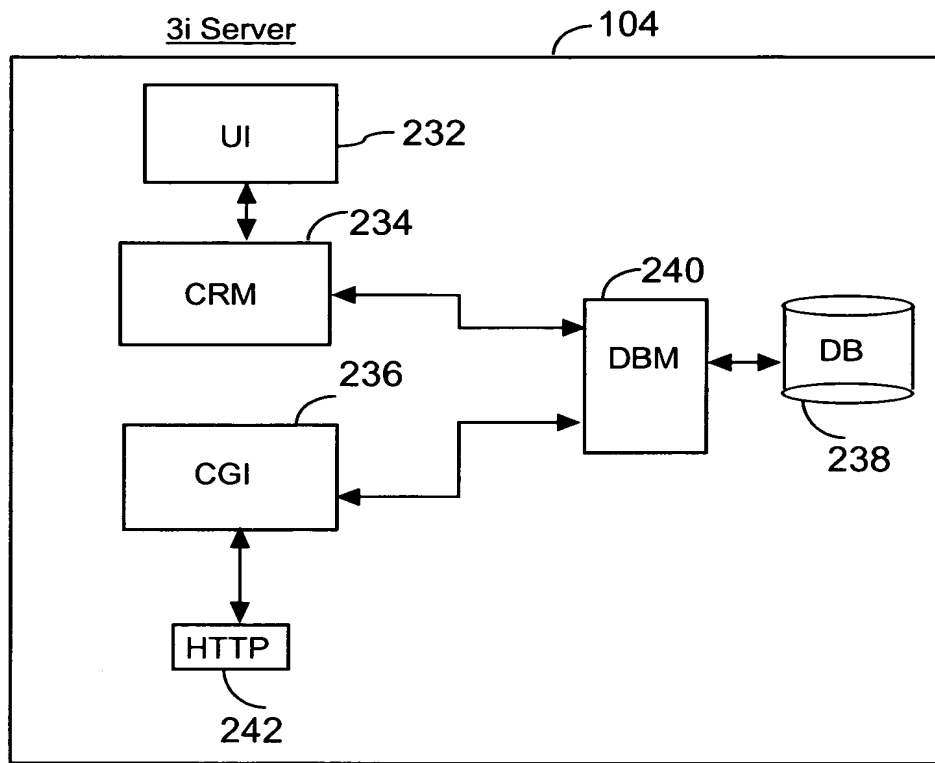 3i Server
104
UI
232
234
CRM
240
DBM
DB
236
238
CGI
HTTP
242